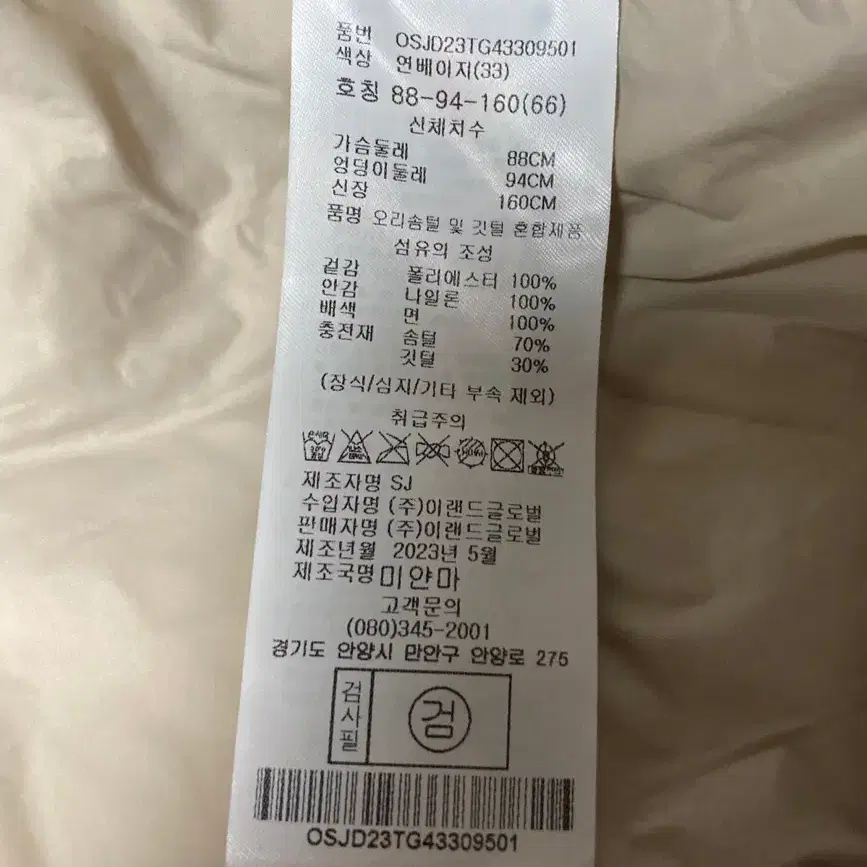 품번 OSJD23TG43309501
색상 연베이지(33)
호칭 88-94-160(66)
신체치수
가슴둘레 88CM
엉덩이둘레 94CM
신장 160CM
품명 오리솜털 및 깃털 혼합제품
섬유의 조성
겉감 폴리에스터 100%
안감 나일론 100%
배색 면 100%
충전재 솜털 70%
깃털 30%
(장식/심지/기타 부속 제외)
취급주의
제조자명 SJ
수입자명 (주)이랜드글로벌
판매자명 (주)이랜드글로벌
제조년월 2023년 5월
제조국명 미얀마
고객문의
(080)345-2001
경기도 안양시 만안구 안양로 275
검사필
검
OSJD23TG43309501